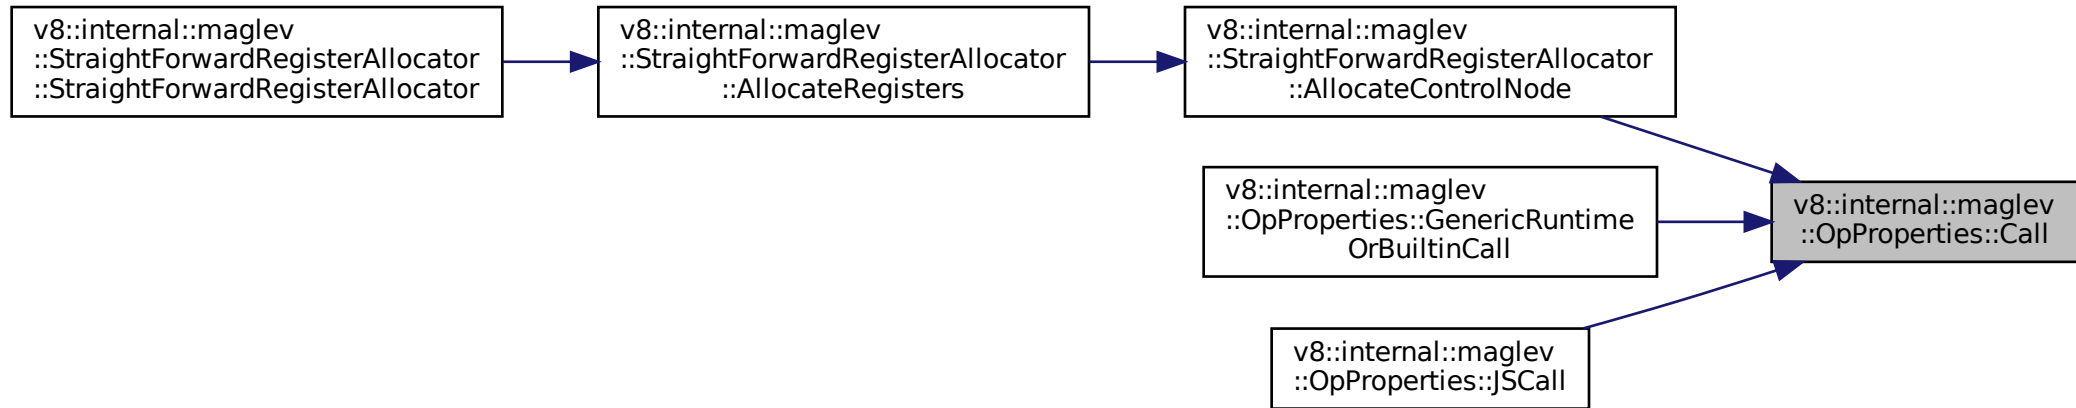 v8::internal::maglev
::StraightForwardRegisterAllocator
::StraightForwardRegisterAllocator
v8::internal::maglev
::StraightForwardRegisterAllocator
::AllocateRegisters
v8::internal::maglev
::StraightForwardRegisterAllocator
::AllocateControlNode
v8::internal::maglev
::OpProperties::GenericRuntime
OrBuiltinCall
v8::internal::maglev
::OpProperties::JSCall
v8::internal::maglev
::OpProperties::Call